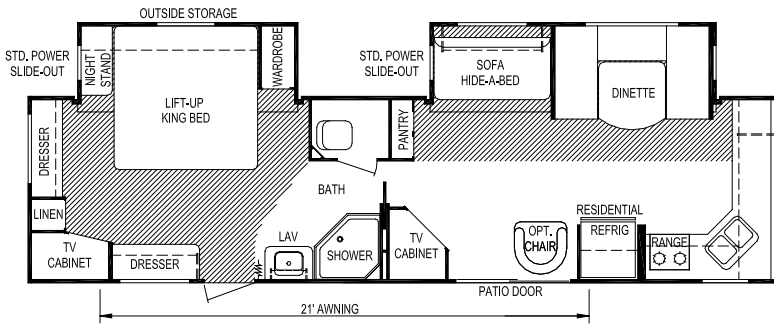 OUTSIDE STORAGE
STD. POWER
SLIDE-OUT
NIGHT
STAND
WARDROBE
LIFT-UP
KING BED
STD. POWER
SLIDE-OUT
SOFA
HIDE-A-BED
DINETTE
DRESSER
PANTRY
LINEN
BATH
TV
CABINET
DRESSER
LAV
SHOWER
TV
CABINET
OPT.
CHAIR
RESIDENTIAL
REFRIG
RANGE
PATIO DOOR
21' AWNING